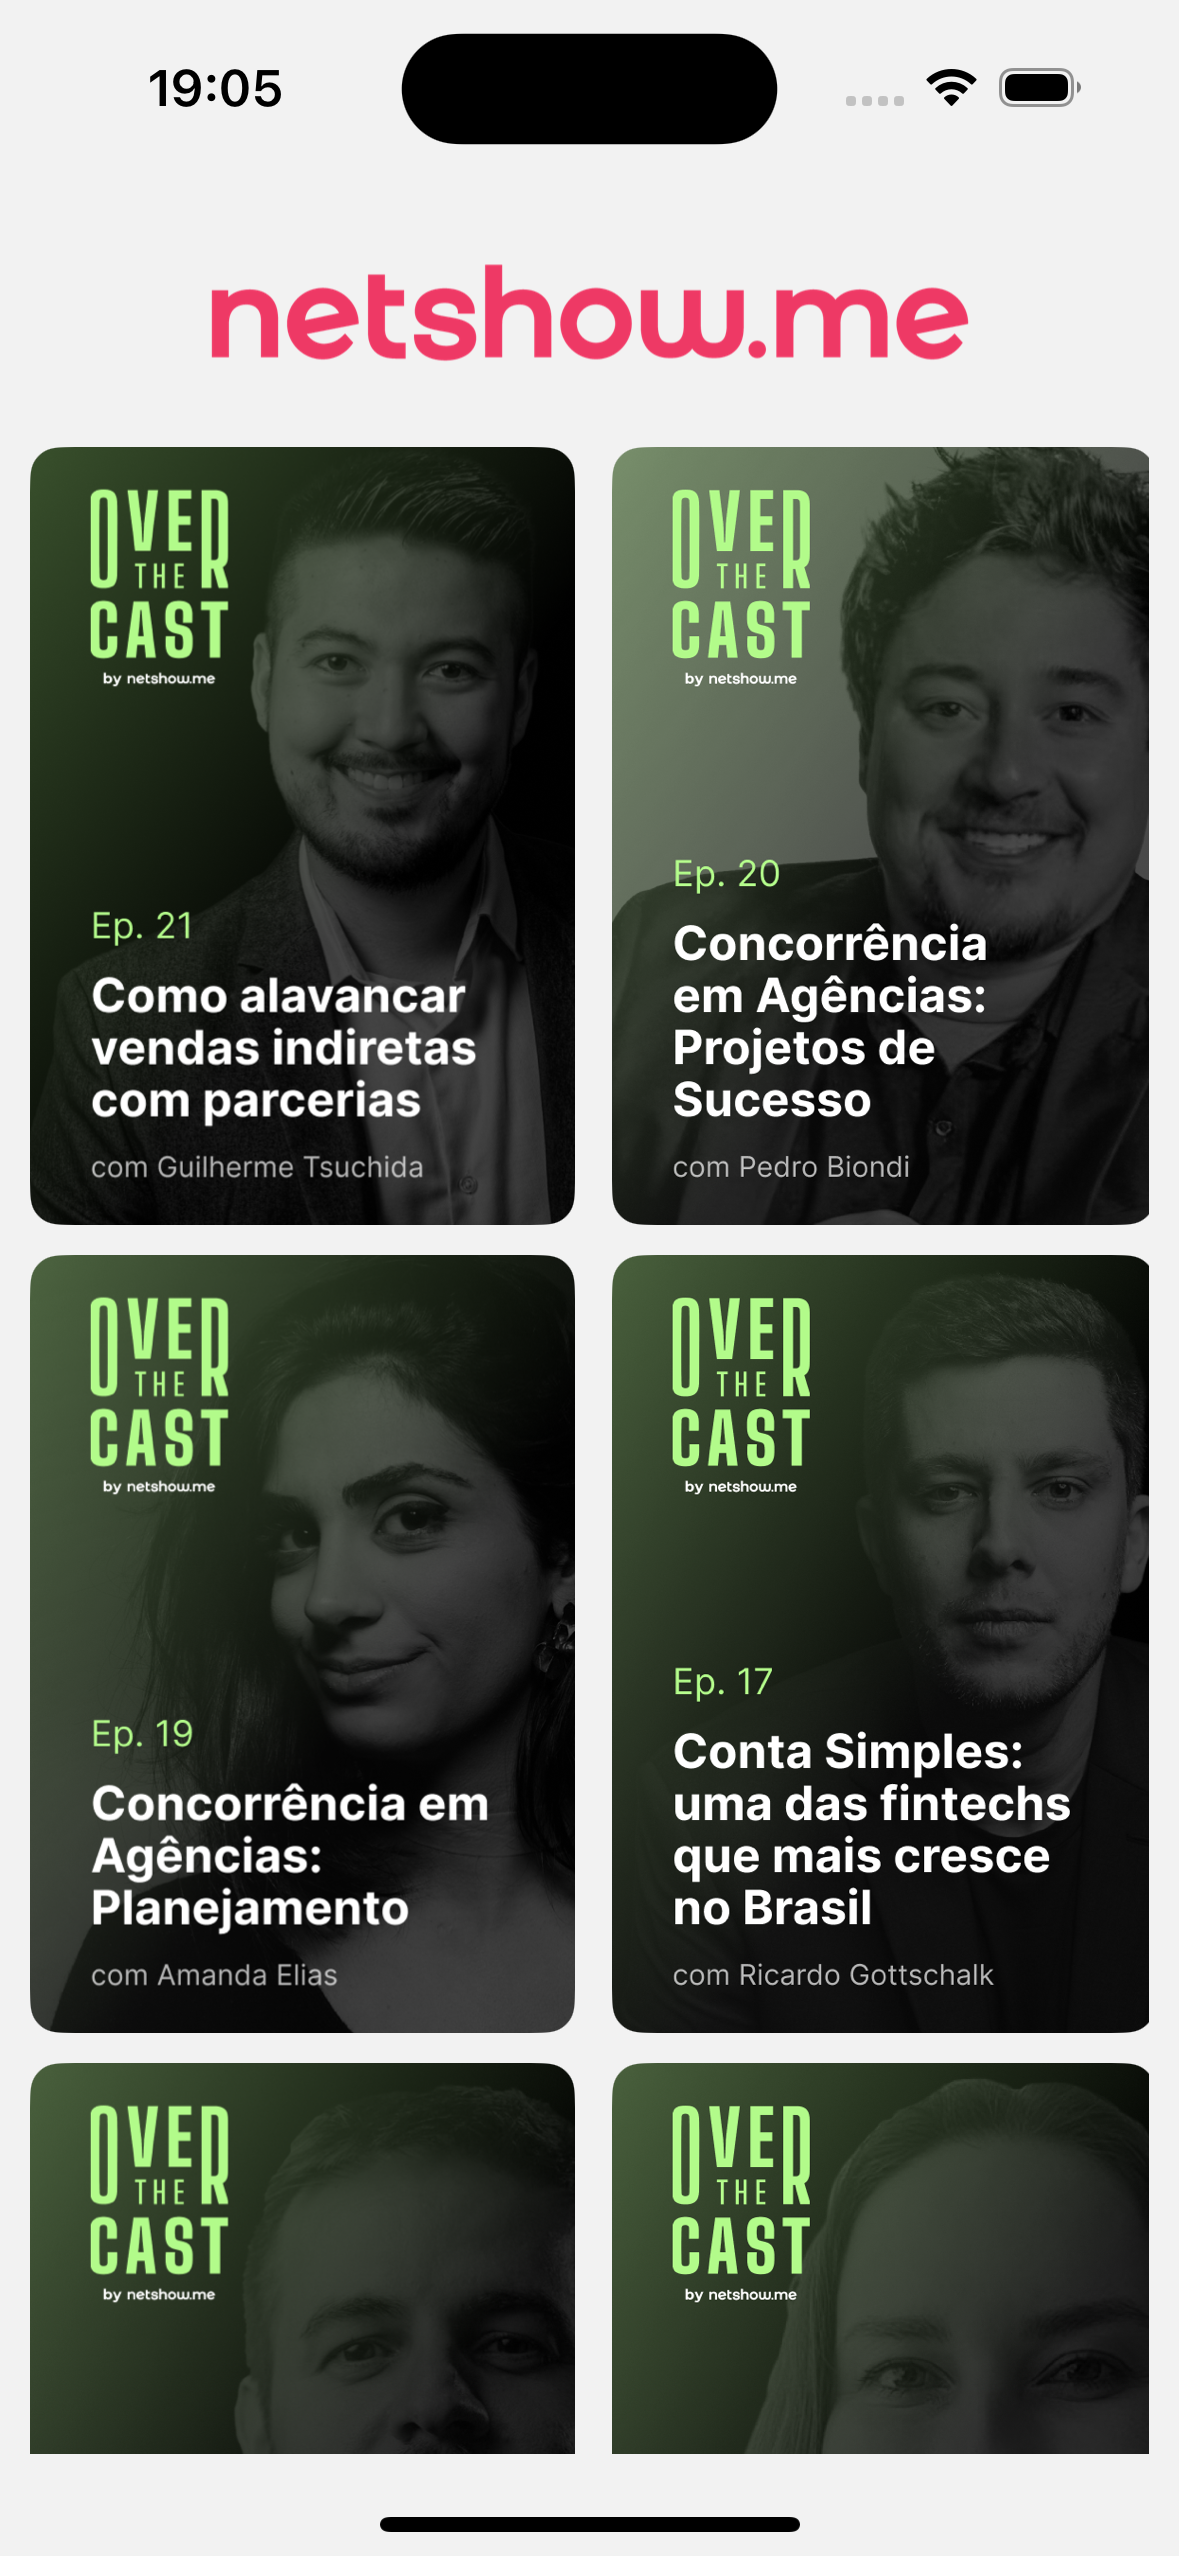 19:05
netshow.me
OVER
THE
CAST
by netshow.me
Ep. 21
Como alavancar
vendas indiretas
com parcerias
com Guilherme Tsuchida
OVER
THE
CAST
by netshow.me
Ep. 20
Concorrência
em Agências:
Projetos de
Sucesso
com Pedro Biondi
OVER
THE
CAST
by netshow.me
Ep. 19
Concorrência em
Agências:
Planejamento
com Amanda Elias
OVER
THE
CAST
by netshow.me
Ep. 17
Conta Simples:
uma das fintechs
que mais cresce
no Brasil
com Ricardo Gottschalk
OVER
THE
CAST
by netshow.me
OVER
THE
CAST
by netshow.me